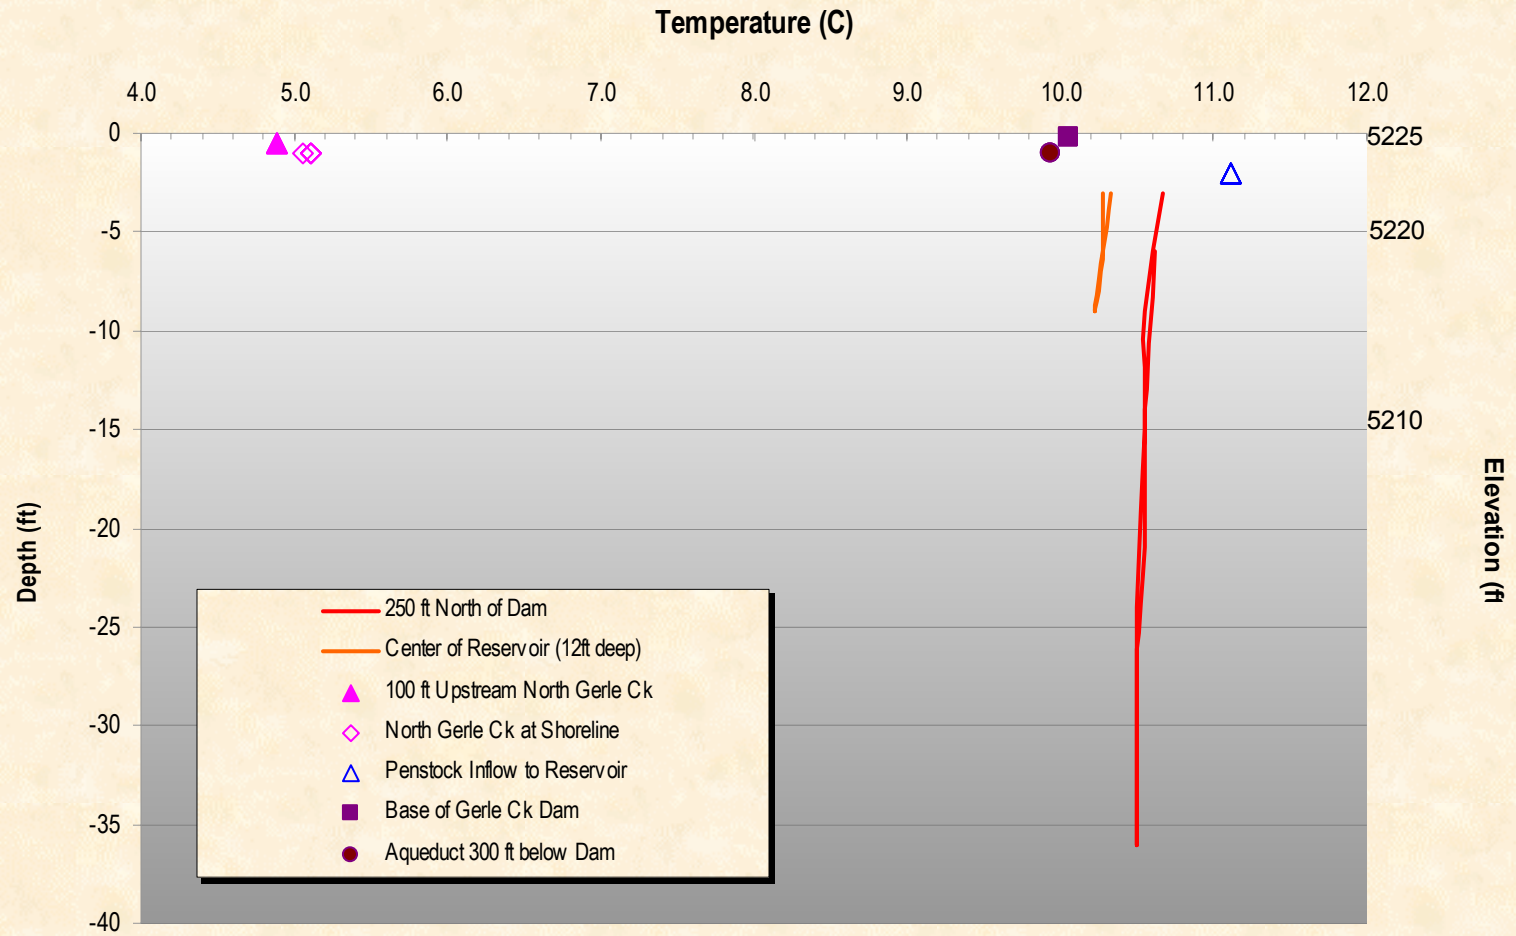 Temperature (C)
4.0 5.0 6.0 7.0 8.0 9.0 10.0 11.0 12.0
0
-5
-10
-15
-20
-25
-30
-35
-40
Depth (ft)
5225
5220
5210
Elevation (f
250 ft North of Dam
Center of Reservoir (12ft deep)
100 ft Upstream North Gerle Ck
North Gerle Ck at Shoreline
Penstock Inflow to Reservoir
Base of Gerle Ck Dam
Aqueduct 300 ft below Dam